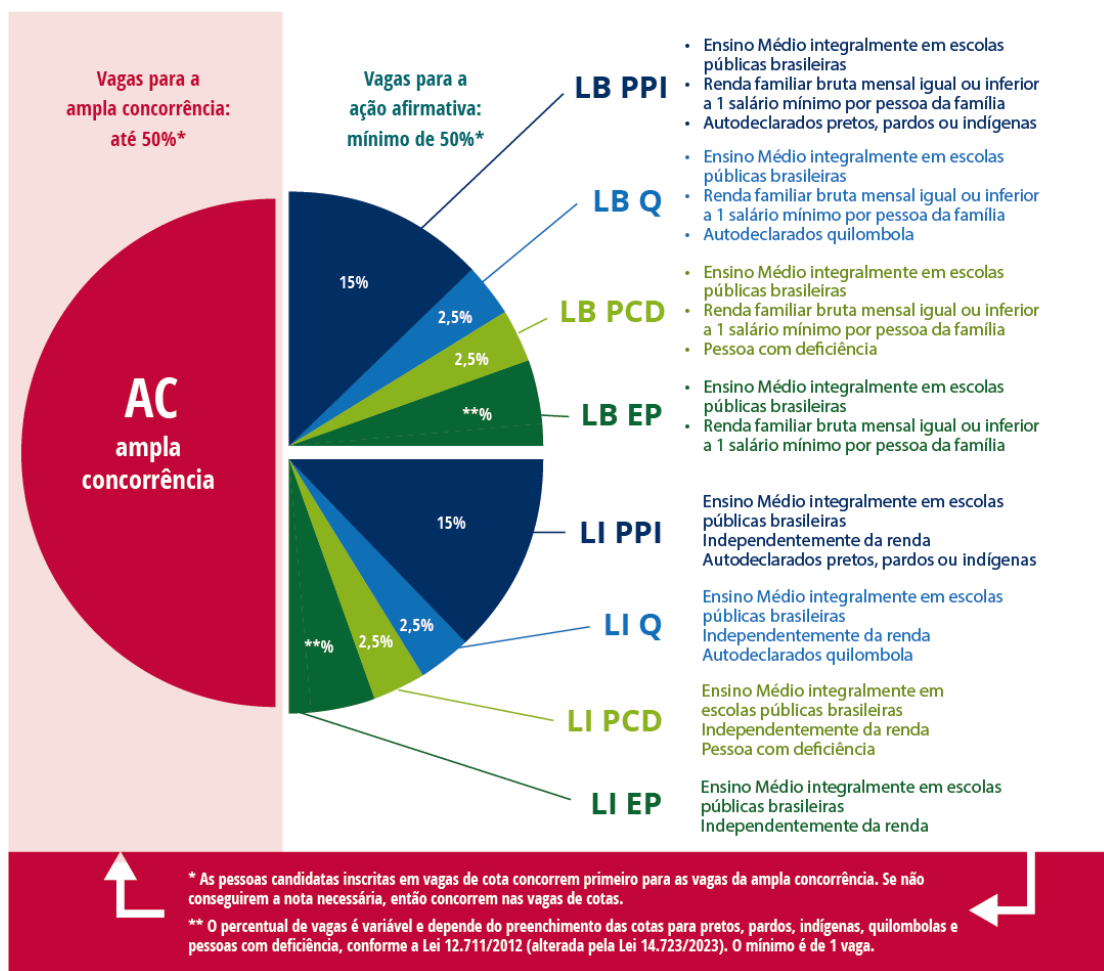 Vagas para a
ampla concorrência:
até 50%*
Vagas para a
ação afirmativa:
mínimo de 50%*
AC
ampla
concorrência
15%
2,5%
2,5%
**%
15%
2,5%
2,5%
**%
LB PPI
• Ensino Médio integralmente em escolas
públicas brasileiras
• Renda familiar bruta mensal igual ou inferior
a 1 salário mínimo por pessoa da família
• Autodeclarados pretos, pardos ou indígenas
LB Q
• Ensino Médio integralmente em escolas
públicas brasileiras
• Renda familiar bruta mensal igual ou inferior
a 1 salário mínimo por pessoa da família
• Autodeclarados quilombola
LB PCD
• Ensino Médio integralmente em escolas
públicas brasileiras
• Renda familiar bruta mensal igual ou inferior
a 1 salário mínimo por pessoa da família
• Pessoa com deficiência
LB EP
• Ensino Médio integralmente em escolas
públicas brasileiras
• Renda familiar bruta mensal igual ou inferior
a 1 salário mínimo por pessoa da família
LI PPI
Ensino Médio integralmente em escolas
públicas brasileiras
Independentemente da renda
Autodeclarados pretos, pardos ou indígenas
LI Q
Ensino Médio integralmente em escolas
públicas brasileiras
Independentemente da renda
Autodeclarados quilombola
LI PCD
Ensino Médio integralmente em
escolas públicas brasileiras
Independentemente da renda
Pessoa com deficiência
LI EP
Ensino Médio integralmente em escolas
públicas brasileiras
Independentemente da renda
* As pessoas candidatas inscritas em vagas de cota concorrem primeiro para as vagas da ampla concorrência. Se não
conseguirem a nota necessária, então concorrem nas vagas de cotas.
** O percentual de vagas é variável e depende do preenchimento das cotas para pretos, pardos, indígenas, quilombolas e
pessoas com deficiência, conforme a Lei 12.711/2012 (alterada pela Lei 14.723/2023). O mínimo é de 1 vaga.